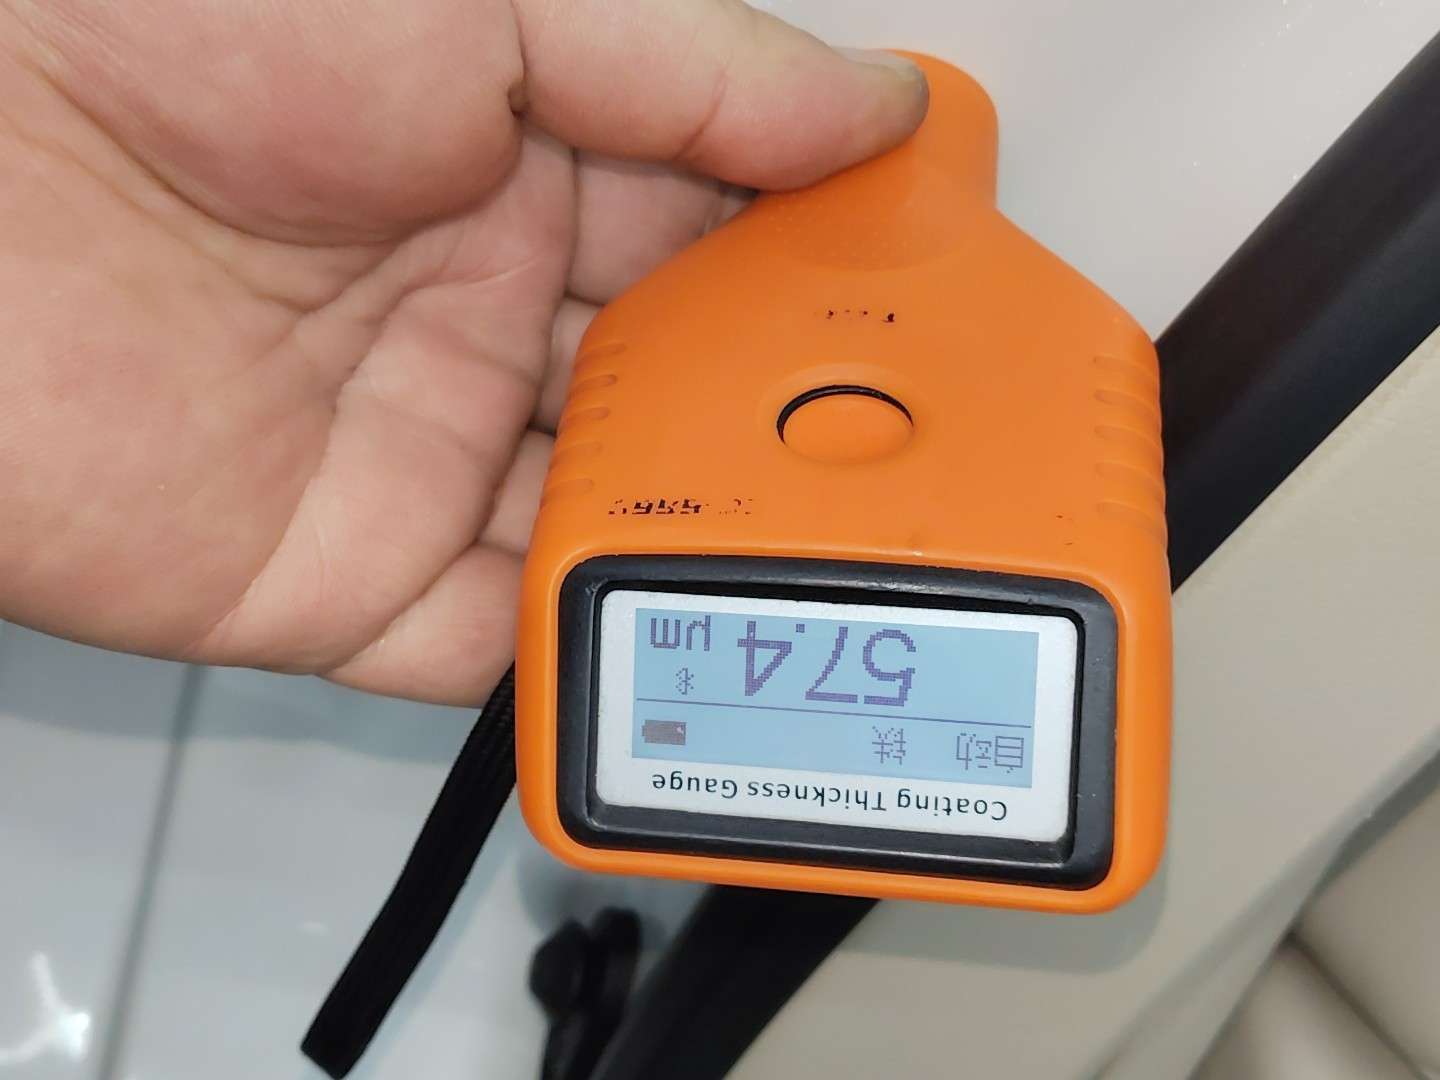 Coating Thickness Gauge
自动 铁
57.4 μm